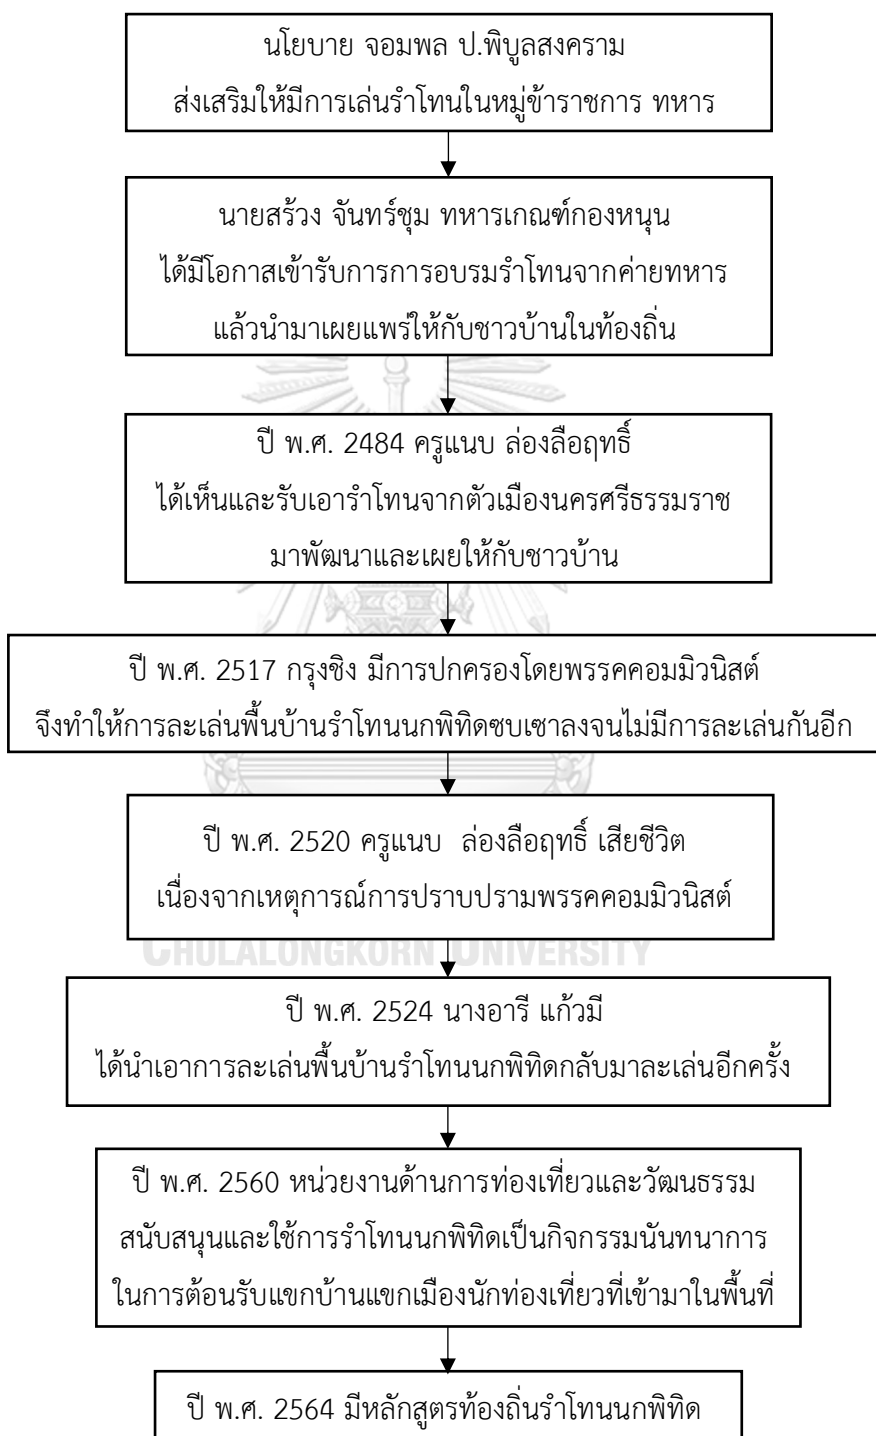 นโยบาย จอมพล ป.พิบูลสงคราม
ส่งเสริมให้มีการเล่นรำโทนในหมู่ข้าราชการ ทหาร
นายสร้วง จันทร์ชุม ทหารเกณฑ์กองหนุน
ได้มีโอกาสเข้ารับการการอบรมรำโทนจากค่ายทหาร
แล้วนำมาเผยแพร่ให้กับชาวบ้านในท้องถิ่น
ปี พ.ศ. 2484 ครูแนบ ล่องลือฤทธิ์
ได้เห็นและรับเอารำโทนจากตัวเมืองนครศรีธรรมราช
มาพัฒนาและเผยให้กับชาวบ้าน
ปี พ.ศ. 2517 กรุงชิง มีการปกครองโดยพรรคคอมมิวนิสต์
จึงทำให้การละเล่นพื้นบ้านรำโทนนกพิทิดซบเซาลงจนไม่มีการละเล่นกันอีก
ปี พ.ศ. 2520 ครูแนบ ล่องลือฤทธิ์ เสียชีวิต
เนื่องจากเหตุการณ์การปราบปรามพรรคคอมมิวนิสต์
CHULALONGKORN UNIVERSITY
ปี พ.ศ. 2524 นางอารี แก้วมี
ได้นำเอาการละเล่นพื้นบ้านรำโทนนกพิทิดกลับมาละเล่นอีกครั้ง
ปี พ.ศ. 2560 หน่วยงานด้านการท่องเที่ยวและวัฒนธรรม
สนับสนุนและใช้การรำโทนนกพิทิดเป็นกิจกรรมนันทนาการ
ในการต้อนรับแขกบ้านแขกเมืองนักท่องเที่ยวที่เข้ามาในพื้นที่
ปี พ.ศ. 2564 มีหลักสูตรท้องถิ่นรำโทนนกพิทิด